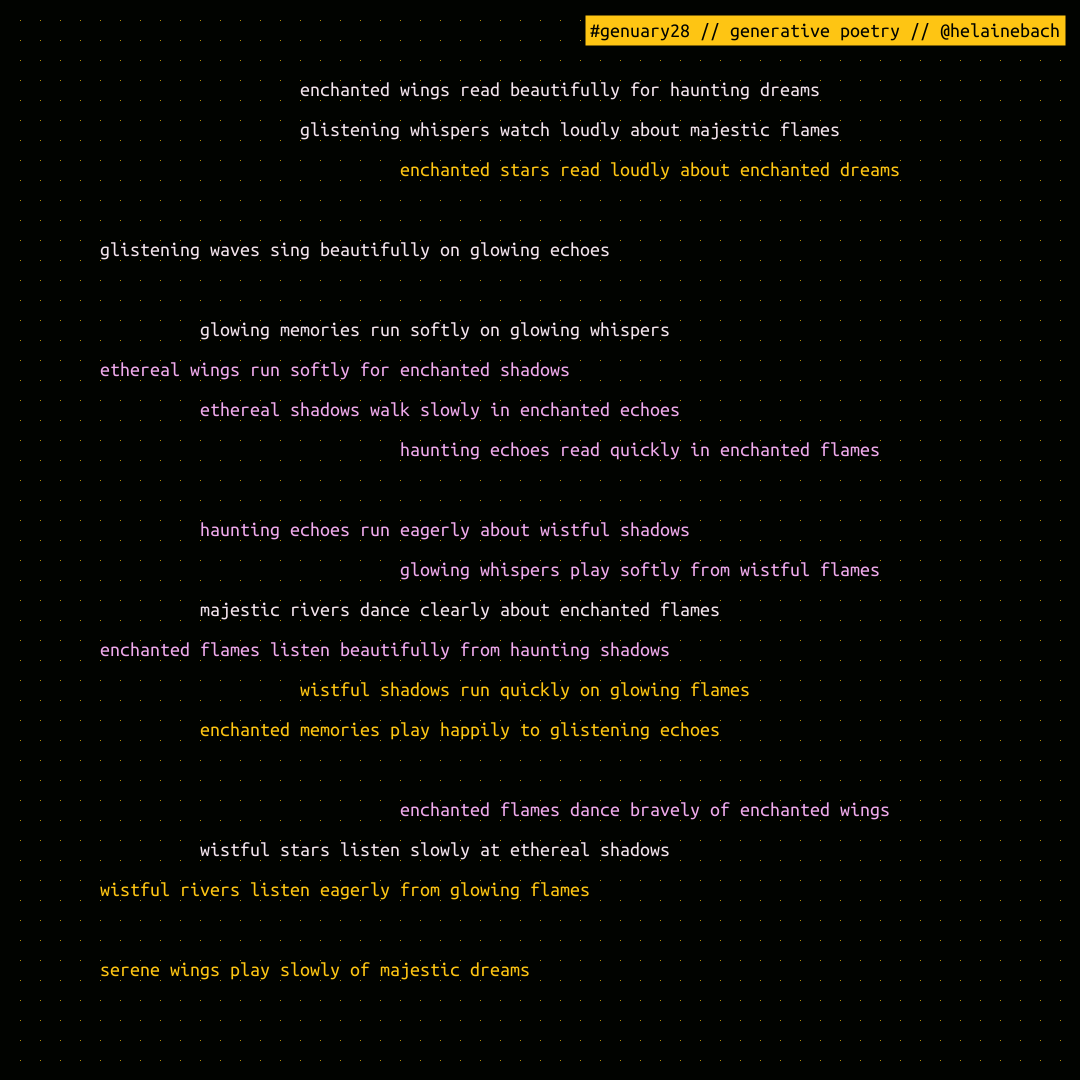 #genuary28 // generative poetry // @helainebach
enchanted wings read beautifully for haunting dreams
glistening whispers watch loudly about majestic flames
enchanted stars read loudly about enchanted dreams
glistening waves sing beautifully on glowing echoes
glowing memories run softly on glowing whispers
ethereal wings run softly for enchanted shadows
ethereal shadows walk slowly in enchanted echoes
haunting echoes read quickly in enchanted flames
haunting echoes run eagerly about wistful shadows
glowing whispers play softly from wistful flames
majestic rivers dance clearly about enchanted flames
enchanted flames listen beautifully from haunting shadows
wistful shadows run quickly on glowing flames
enchanted memories play happily to glistening echoes
enchanted flames dance bravely of enchanted wings
wistful stars listen slowly at ethereal shadows
wistful rivers listen eagerly from glowing flames
serene wings play slowly of majestic dreams